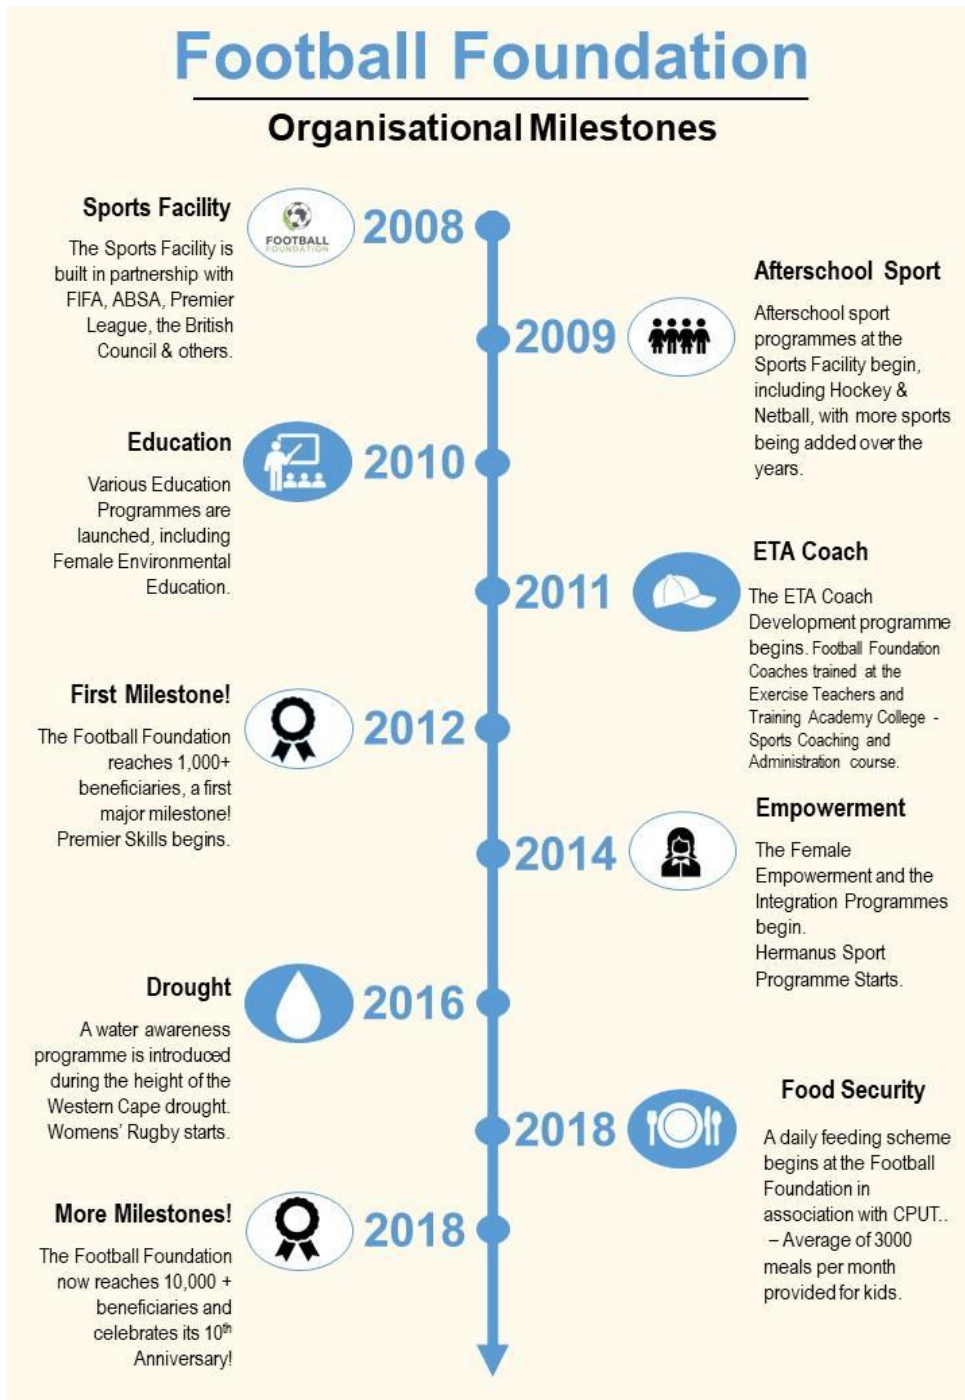 Football Foundation
Organisational Milestones
Sports Facility
The Sports Facility is
built in partnership with
FIFA, ABSA, Premier
League, the British
Council & others.
FOOTBALL
FOUNDATION
2008
2009
Afterschool Sport
Afterschool sport
programmes at the
Sports Facility begin,
including Hockey &
Netball, with more sports
being added over the
years.
Education
Various Education
Programmes are
launched, including
Female Environmental
Education.
2010
2011
ETA Coach
The ETA Coach
Development programme
begins. Football Foundation
Coaches trained at the
Exercise Teachers and
Training Academy College -
Sports Coaching and
Administration course.
First Milestone!
The Football Foundation
reaches 1,000+
beneficiaries, a first
major milestone!
Premier Skills begins.
2012
2014
Empowerment
The Female
Empowerment and the
Integration Programmes
begin.
Hermanus Sport
Programme Starts.
Drought
A water awareness
programme is introduced
during the height of the
Western Cape drought.
Womens' Rugby starts.
2016
2018
Food Security
A daily feeding scheme
begins at the Football
Foundation in
association with CPUT..
– Average of 3000
meals per month
provided for kids.
More Milestones!
The Football Foundation
now reaches 10,000 +
beneficiaries and
celebrates its 10th
Anniversary!
2018